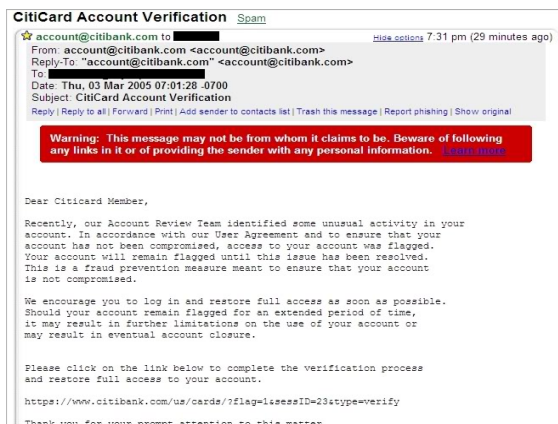 CitiCard Account Verification Spam
account@citibank.com to Hide options 7:31 pm (29 minutes ago)
From: account@citibank.com <account@citibank.com>
Reply-To: "account@citibank.com" <account@citibank.com>
To:
Date: Thu, 03 Mar 2005 07:01:28 -0700
Subject: CitiCard Account Verification
Reply | Reply to all | Forward | Print | Add sender to contacts list | Trash this message | Report phishing | Show original
Warning: This message may not be from whom it claims to be. Beware of following
any links in it or of providing the sender with any personal information. Learn more
Dear Citicard Member,
Recently, our Account Review Team identified some unusual activity in your
account. In accordance with our User Agreement and to ensure that your
account has not been compromised, access to your account was flagged.
Your account will remain flagged until this issue has been resolved.
This is a fraud prevention measure meant to ensure that your account
is not compromised.
We encourage you to log in and restore full access as soon as possible.
Should your account remain flagged for an extended period of time,
it may result in further limitations on the use of your account or
may result in eventual account closure.
Please click on the link below to complete the verification process
and restore full access to your account.
https://www.citibank.com/us/cards/?flag=1&sessID=23&type=verify
Thank you for your prompt attention to this matter